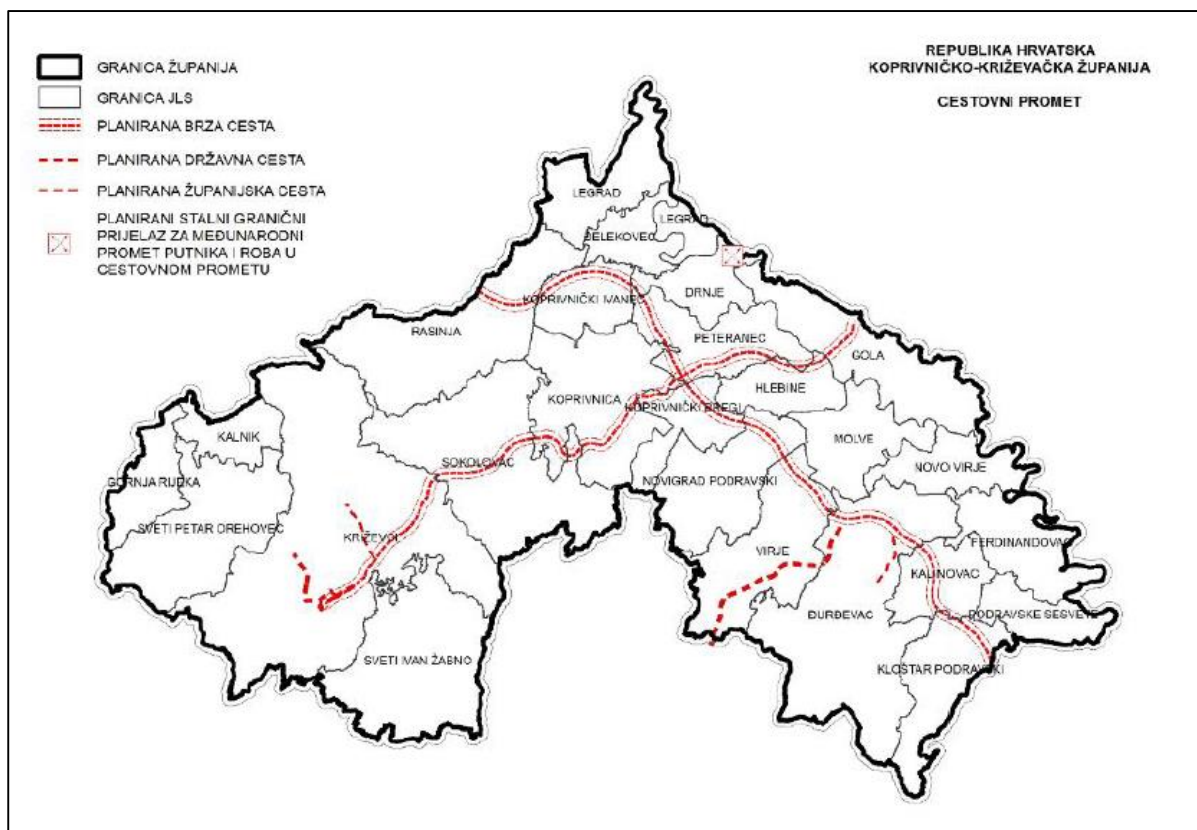 REPUBLIKA HRVATSKA
KOPRIVNIČKO-KRIŽEVAČKA ŽUPANIJA
CESTOVNI PROMET
GRANICA ŽUPANIJA
GRANICA JLS
PLANIRANA BRZA CESTA
PLANIRANA DRŽAVNA CESTA
PLANIRANA ŽUPANIJSKA CESTA
PLANIRANI STALNI GRANIČNI
PRIJELAZ ZA MEĐUNARODNI
PROMET PUTNIKA I ROBA U
CESTOVNOM PROMETU
LEGRAD
LEGRAD
ĐELEKOVEC
DRNJE
KOPRIVNIČKI IVANEC
RASINJA
PETERANEC
GOLA
HLEBINE
KOPRIVNICA
KOPRIVNIČKI BREGI
KALNIK
MOLVE
SOKOLOVAC
NOVO VIRJE
GORNJA RIJEKA
NOVIGRAD PODRAVSKI
SVETI PETAR OREHOVEC
KRIŽEVCI
FERDINANDOVAC
VIRJE
KALINOVAC
ĐURĐEVAC
PODRAVSKE SESVETE
SVETI IVAN ŽABNO
KLOŠTAR PODRAVSKI